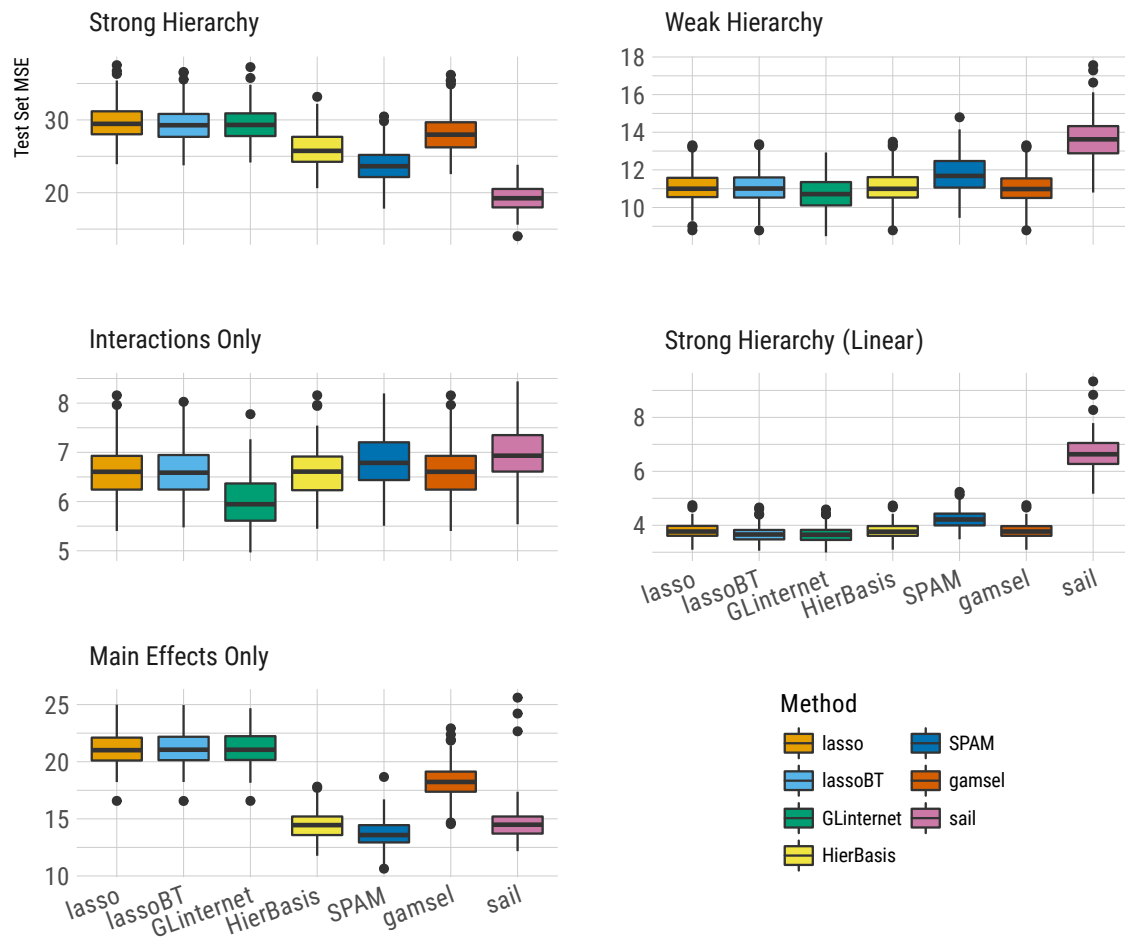 Strong Hierarchy
Test Set MSE
30
20
Weak Hierarchy
18
16
14
12
10
Interactions Only
8
7
6
5
Strong Hierarchy (Linear)
8
6
4
lasso
lassoBT
GLinternet
HierBasis
SPAM
gamsel
sail
Main Effects Only
25
20
15
10
lasso
lassoBT
GLinternet
HierBasis
SPAM
gamsel
sail
Method
lasso
lassoBT
GLinternet
HierBasis
SPAM
gamsel
sail